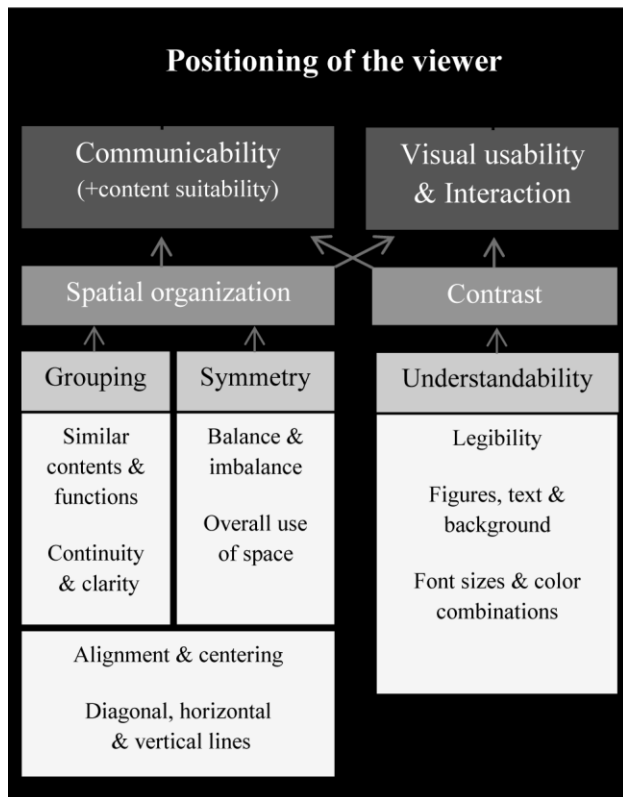 Positioning of the viewer
Communicability
(+content suitability)
Visual usability
& Interaction
Spatial organization
Contrast
Grouping
Symmetry
Understandability
Similar
contents &
functions
Continuity
& clarity
Balance &
imbalance
Overall use
of space
Legibility
Figures, text &
background
Font sizes & color
combinations
Alignment & centering
Diagonal, horizontal
& vertical lines